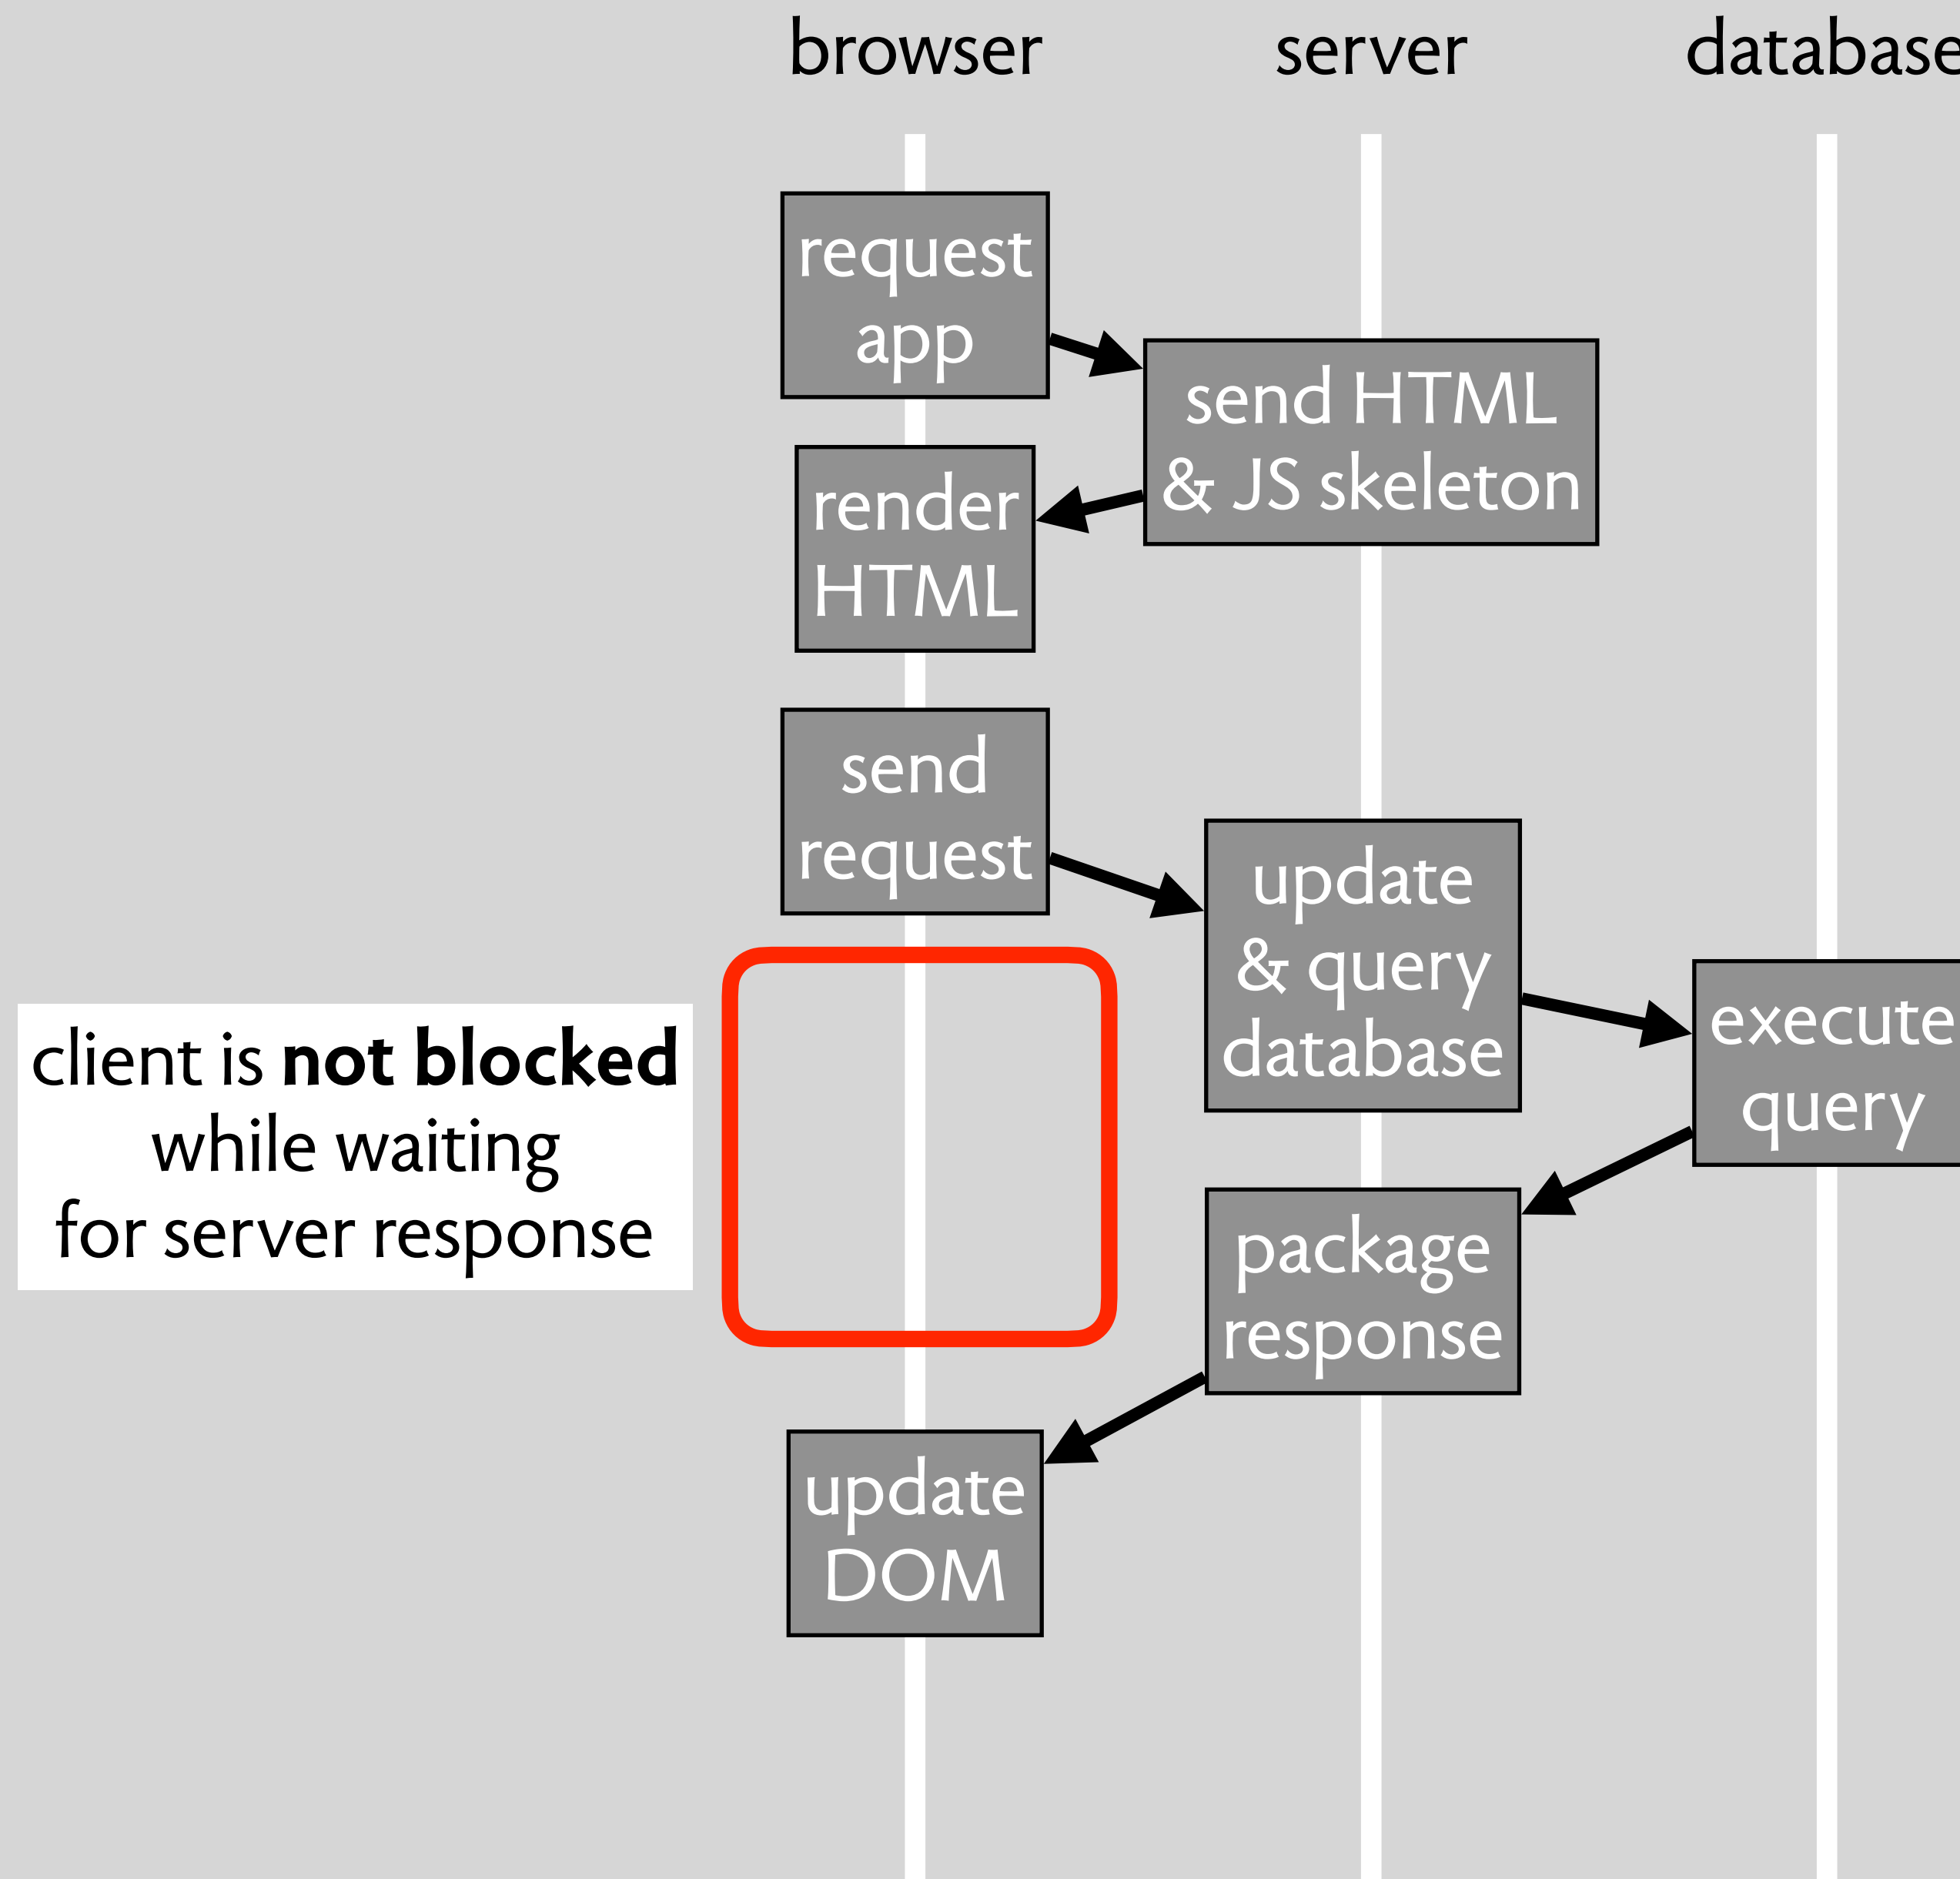 browser
server
database
request
app
send HTML
& JS skeleton
render
HTML
send
request
update
& query
database
execute
query
client is not blocked
while waiting
for server response
package
response
update
DOM